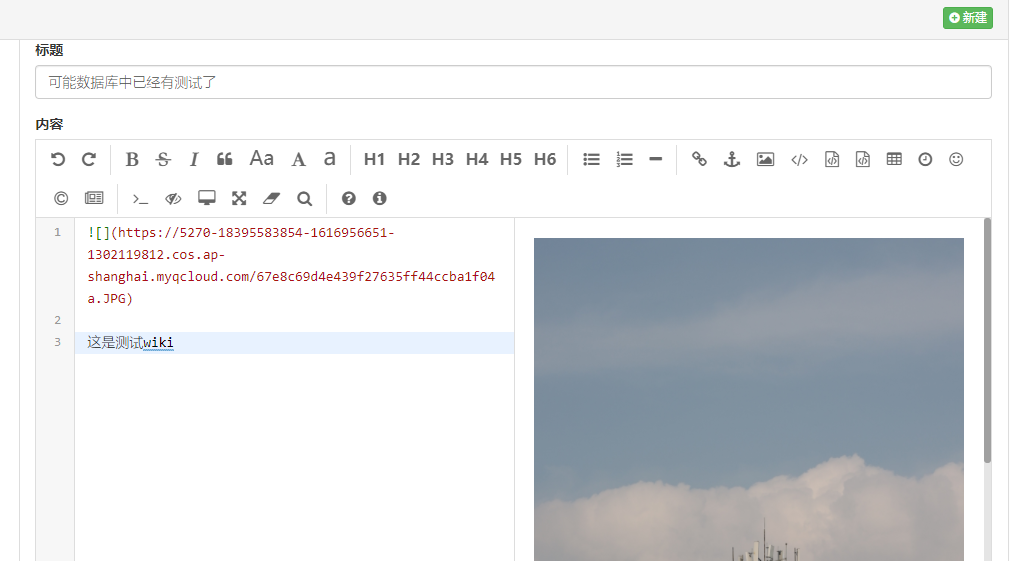 新建
标题
可能数据库中已经有测试了
内容
B S I Aa A a H1 H2 H3 H4 H5 H6
1 ![](https://5270-18395583854-1616956651-
1302119812.cos.ap-
shanghai.myqcloud.com/67e8c69d4e439f27635ff44ccba1f04
a.JPG)
2
3 这是测试wiki